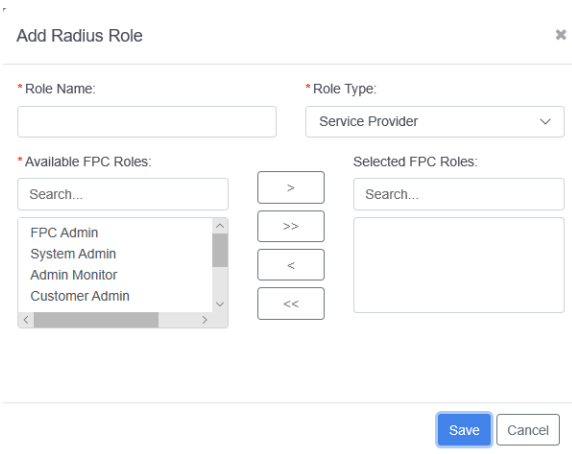 Add Radius Role
* Role Name:
* Role Type:
Service Provider
* Available FPC Roles:
Selected FPC Roles:
Search...
>
Search...
>>
FPC Admin
System Admin
Admin Monitor
Customer Admin
<
<<
Save
Cancel